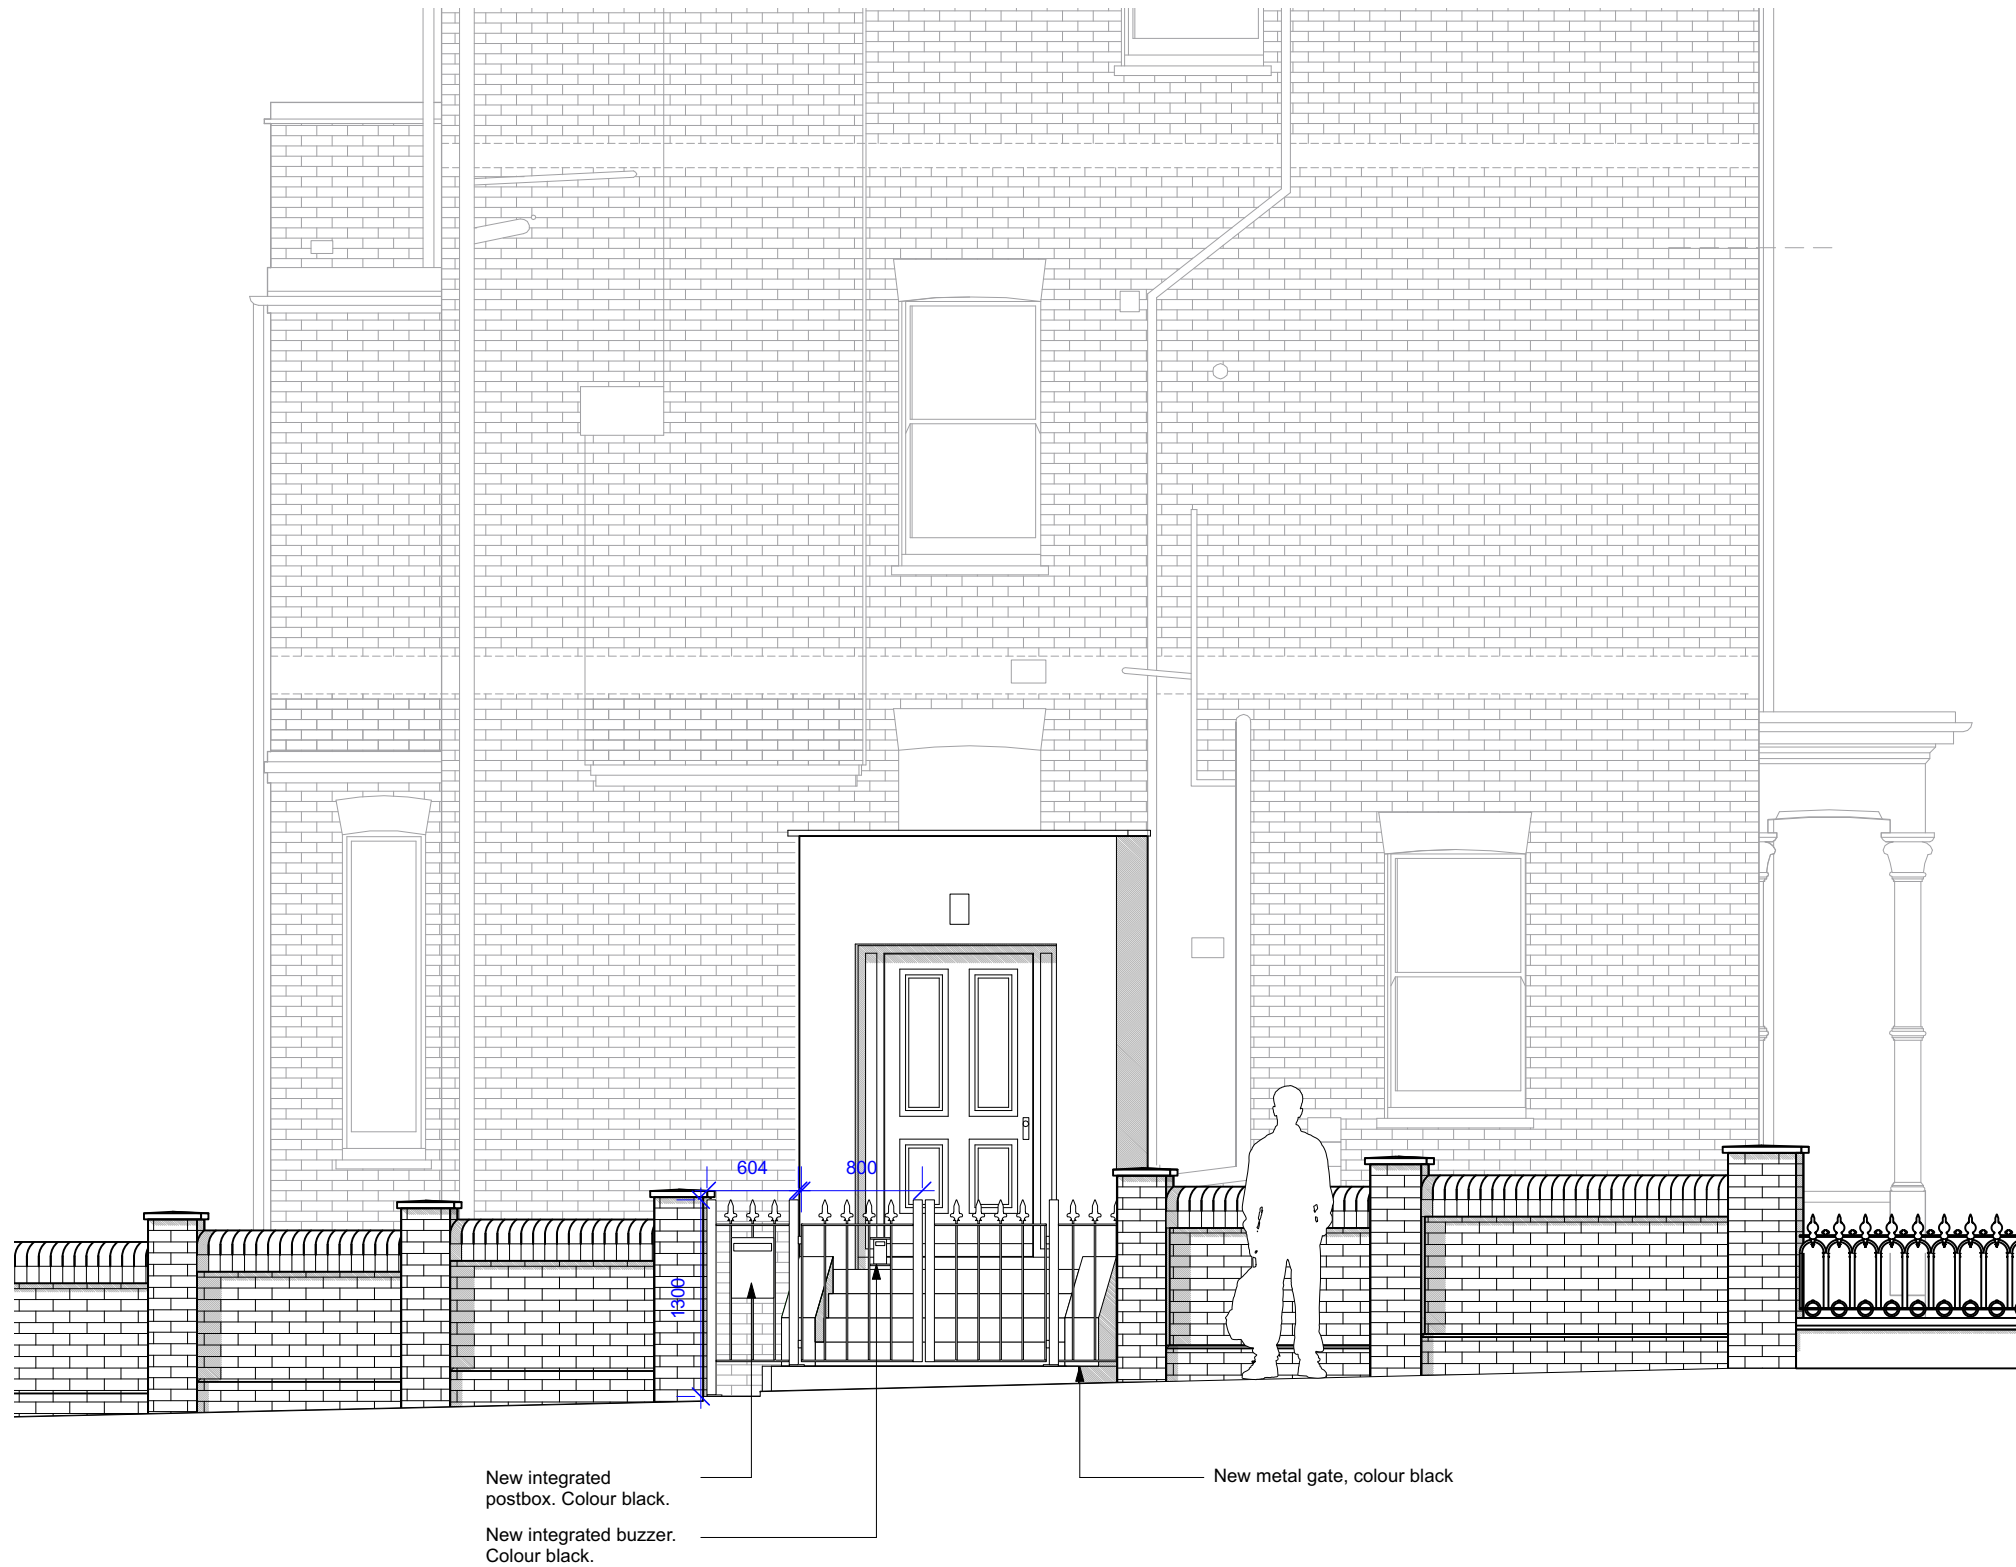 604
800
1300
New integrated
postbox. Colour black.
New metal gate, colour black
New integrated buzzer.
Colour black.